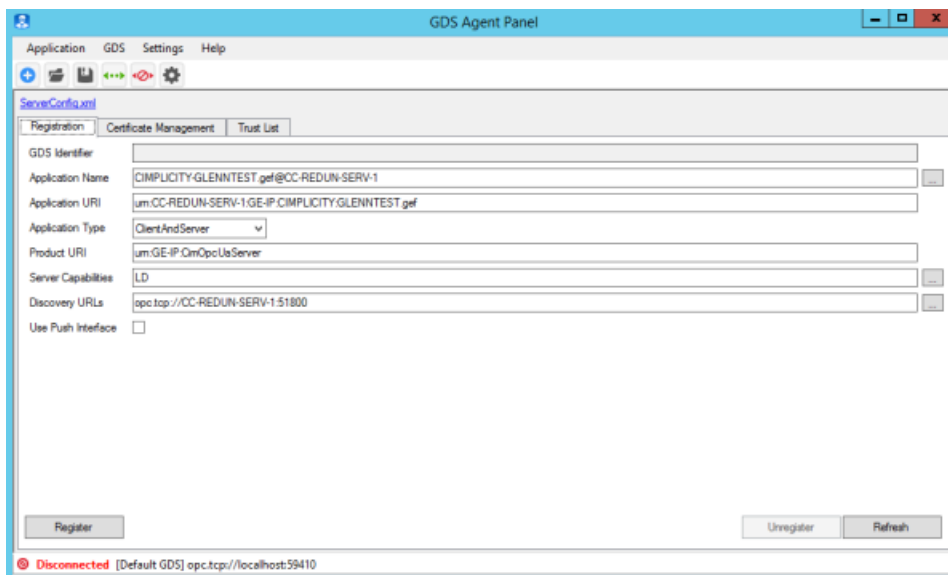 GDS Agent Panel
Application GDS Settings Help
ServerConfig.xml
Registration Certificate Management Trust List
GDS Identifier
Application Name CIMPLICITY-GLENNTEST.gef@CC-REDUN-SERV-1 ...
Application URI urn:CC-REDUN-SERV-1:GE-IP:CIMPLICITY:GLENNTEST.gef
Application Type ClientAndServer
Product URI urn:GE-IP:CimOpcUaServer
Server Capabilities LD ...
Discovery URLs opc.tcp://CC-REDUN-SERV-1:51800 ...
Use Push Interface
Register Unregister Refresh
Disconnected [Default GDS] opc.tcp://localhost:59410